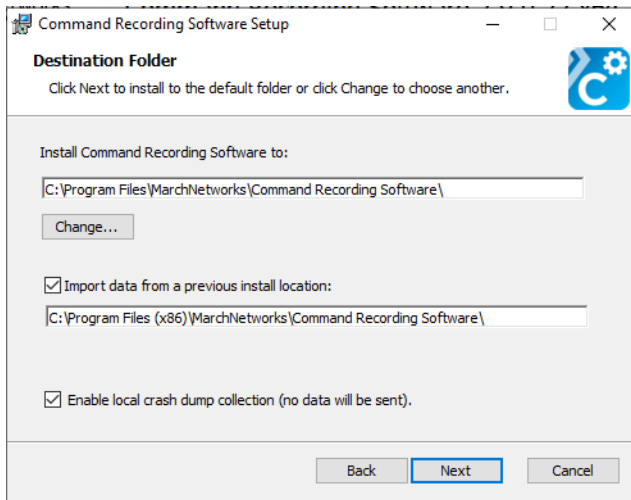 Command Recording Software Setup
Destination Folder
Click Next to install to the default folder or click Change to choose another.
Install Command Recording Software to:
C:\Program Files\MarchNetworks\Command Recording Software\
Change...
Import data from a previous install location:
C:\Program Files (x86)\MarchNetworks\Command Recording Software\
Enable local crash dump collection (no data will be sent).
Back
Next
Cancel